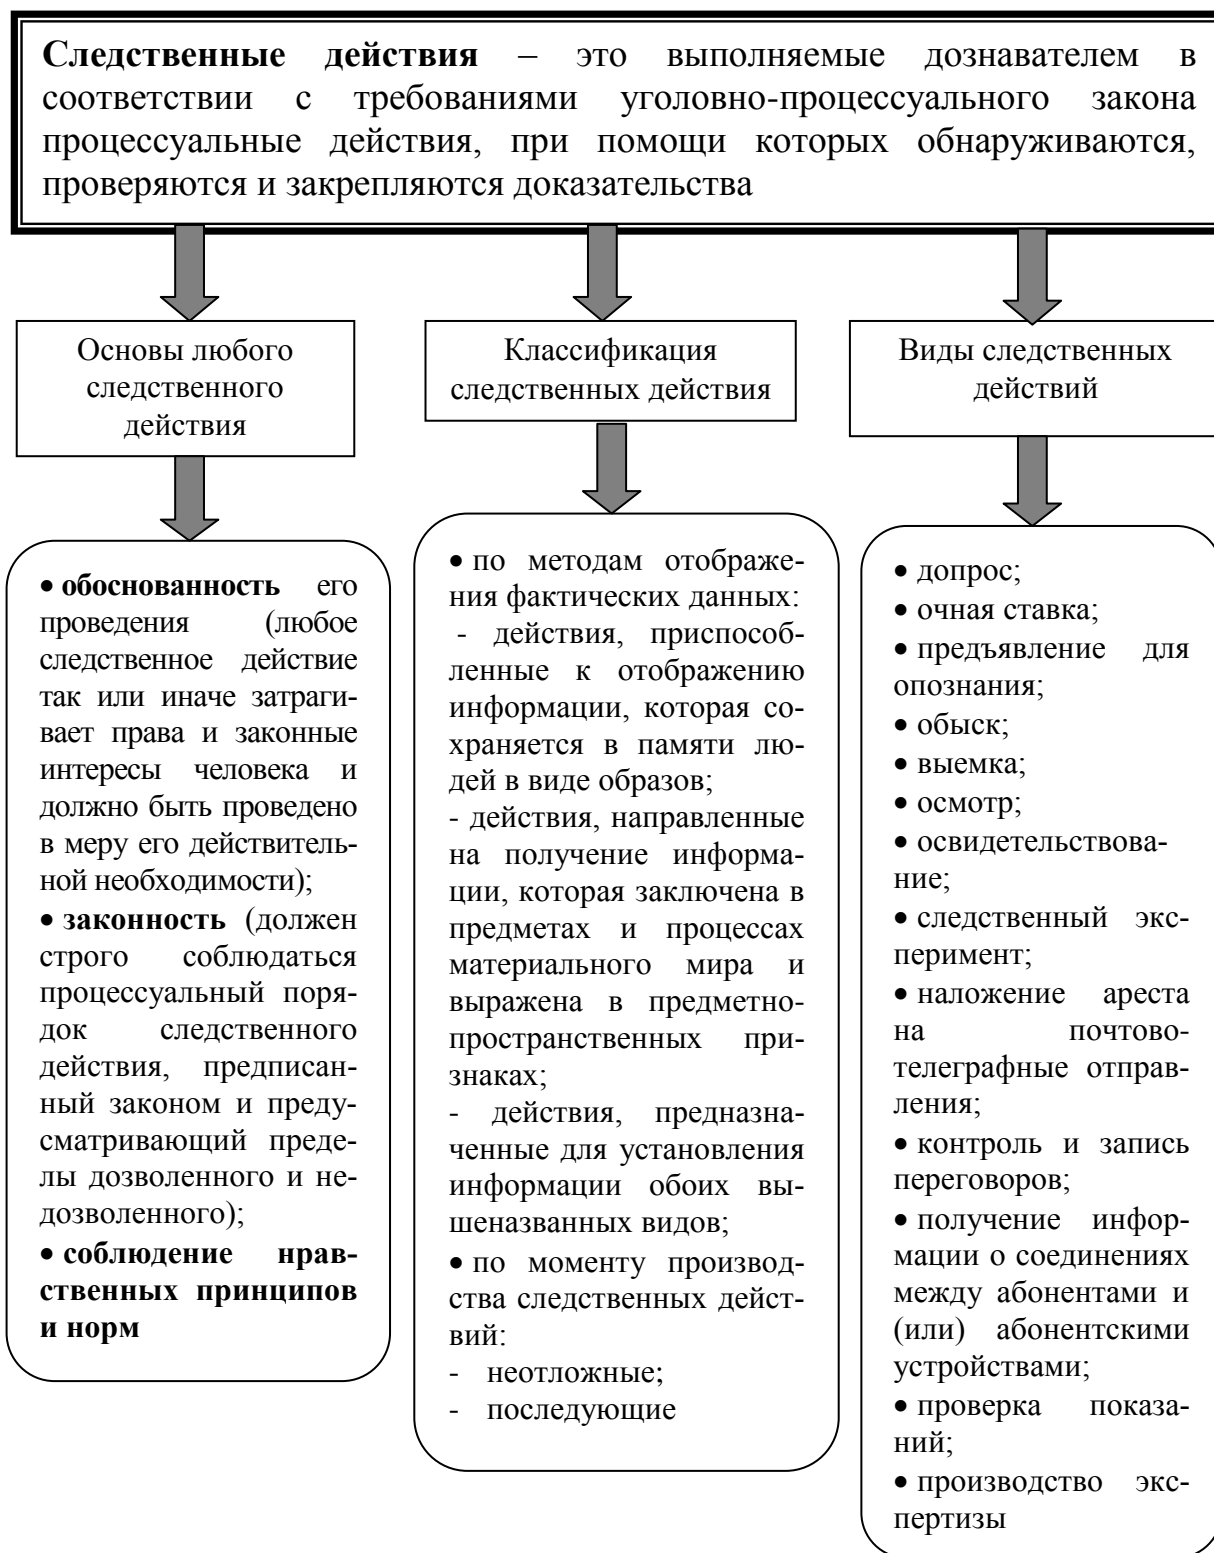 Следственные действия – это выполняемые дознавателем в
соответствии с требованиями уголовно-процессуального закона
процессуальные действия, при помощи которых обнаруживаются,
проверяются и закрепляются доказательства
Основы любого
следственного
действия
• обоснованность его
проведения (любое
следственное действие
так или иначе затраги-
вает права и законные
интересы человека и
должно быть проведено
в меру его действитель-
ной необходимости);
• законность (должен
строго соблюдаться
процессуальный поря-
док следственного
действия, предписан-
ный законом и преду-
сматривающий преде-
лы дозволенного и не-
дозволенного);
• соблюдение нрав-
ственных принципов
и норм
Классификация
следственных действия
• по методам отображе-
ния фактических данных:
- действия, приспособ-
ленные к отображению
информации, которая со-
храняется в памяти лю-
дей в виде образов;
- действия, направленные
на получение информа-
ции, которая заключена в
предметах и процессах
материального мира и
выражена в предметно-
пространственных при-
знаках;
- действия, предназна-
ченные для установления
информации обоих вы-
шеназванных видов;
• по моменту производ-
ства следственных дейст-
вий:
- неотложные;
- последующие
Виды следственных
действий
• допрос;
• очная ставка;
• предъявление для
опознания;
• обыск;
• выемка;
• осмотр;
• освидетельствова-
ние;
• следственный экс-
перимент;
• наложение ареста
на почтово-
телеграфные отправ-
ления;
• контроль и запись
переговоров;
• получение инфор-
мации о соединениях
между абонентами и
(или) абонентскими
устройствами;
• проверка показа-
ний;
• производство экс-
пертизы